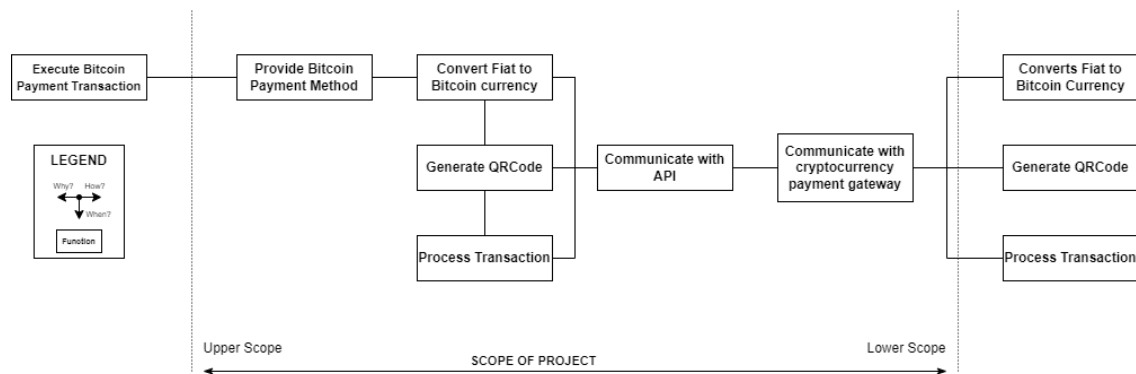 Execute Bitcoin
Payment Transaction
Provide Bitcoin
Payment Method
Convert Fiat to
Bitcoin currency
Converts Fiat to
Bitcoin Currency
LEGEND
Why?
How?
When?
Function
Generate QRCode
Communicate with
API
Communicate with
cryptocurrency
payment gateway
Generate QRCode
Process Transaction
Process Transaction
Upper Scope
SCOPE OF PROJECT
Lower Scope